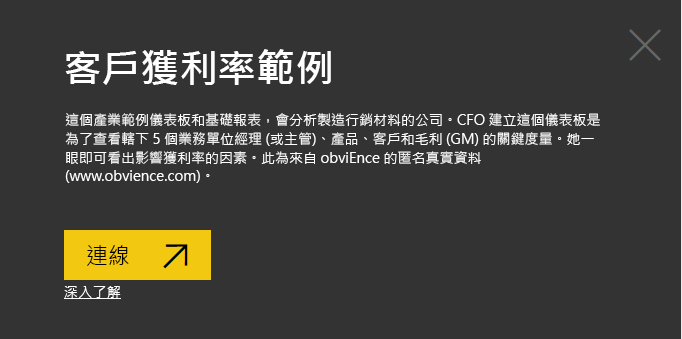 客戶獲利率範例
這個產業範例儀表板和基礎報表，會分析製造行銷材料的公司。CFO 建立這個儀表板是
為了查看轄下 5 個業務單位經理 (或主管)、產品、客戶和毛利 (GM) 的關鍵度量。她一
眼即可看出影響獲利率的因素。此為來自 obviEnce 的匿名真實資料
(www.obvience.com)。
連線
深入了解